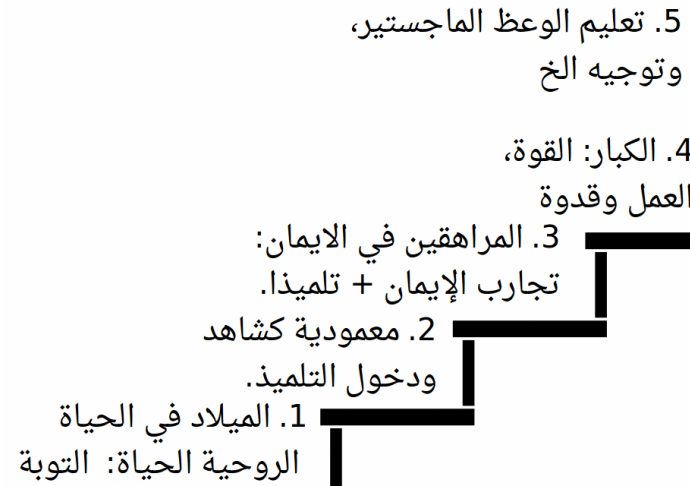 5. تعليم الوعظ الماجستير،
وتوجيه الخ
4. الكبار: القوة،
العمل وقدوة
3. المراهقين في الايمان:
تجارب الإيمان + تلميذا.
2. معمودية كشاهد
ودخول التلميذ.
1. الميلاد في الحياة
الروحية الحياة: التوبة